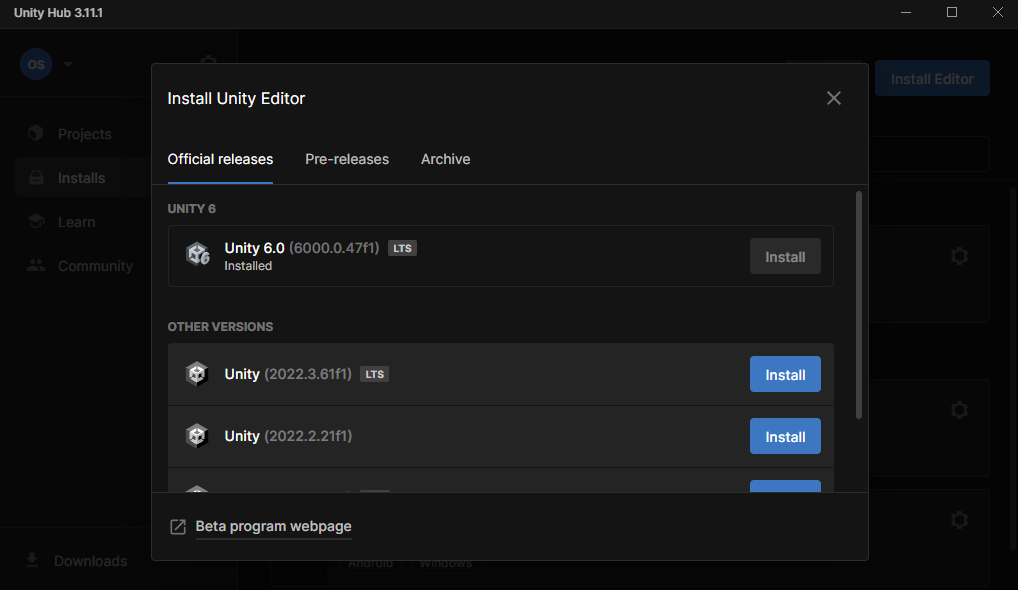 Unity Hub 3.11.1
OS
Install Editor
Projects
Installs
Learn
Community
Downloads
Install Unity Editor
Official releases
Pre-releases
Archive
UNITY 6
Unity 6.0 (6000.0.47f1) LTS
Installed
Install
OTHER VERSIONS
Unity (2022.3.61f1) LTS
Install
Unity (2022.2.21f1)
Install
Beta program webpage
Android
Windows